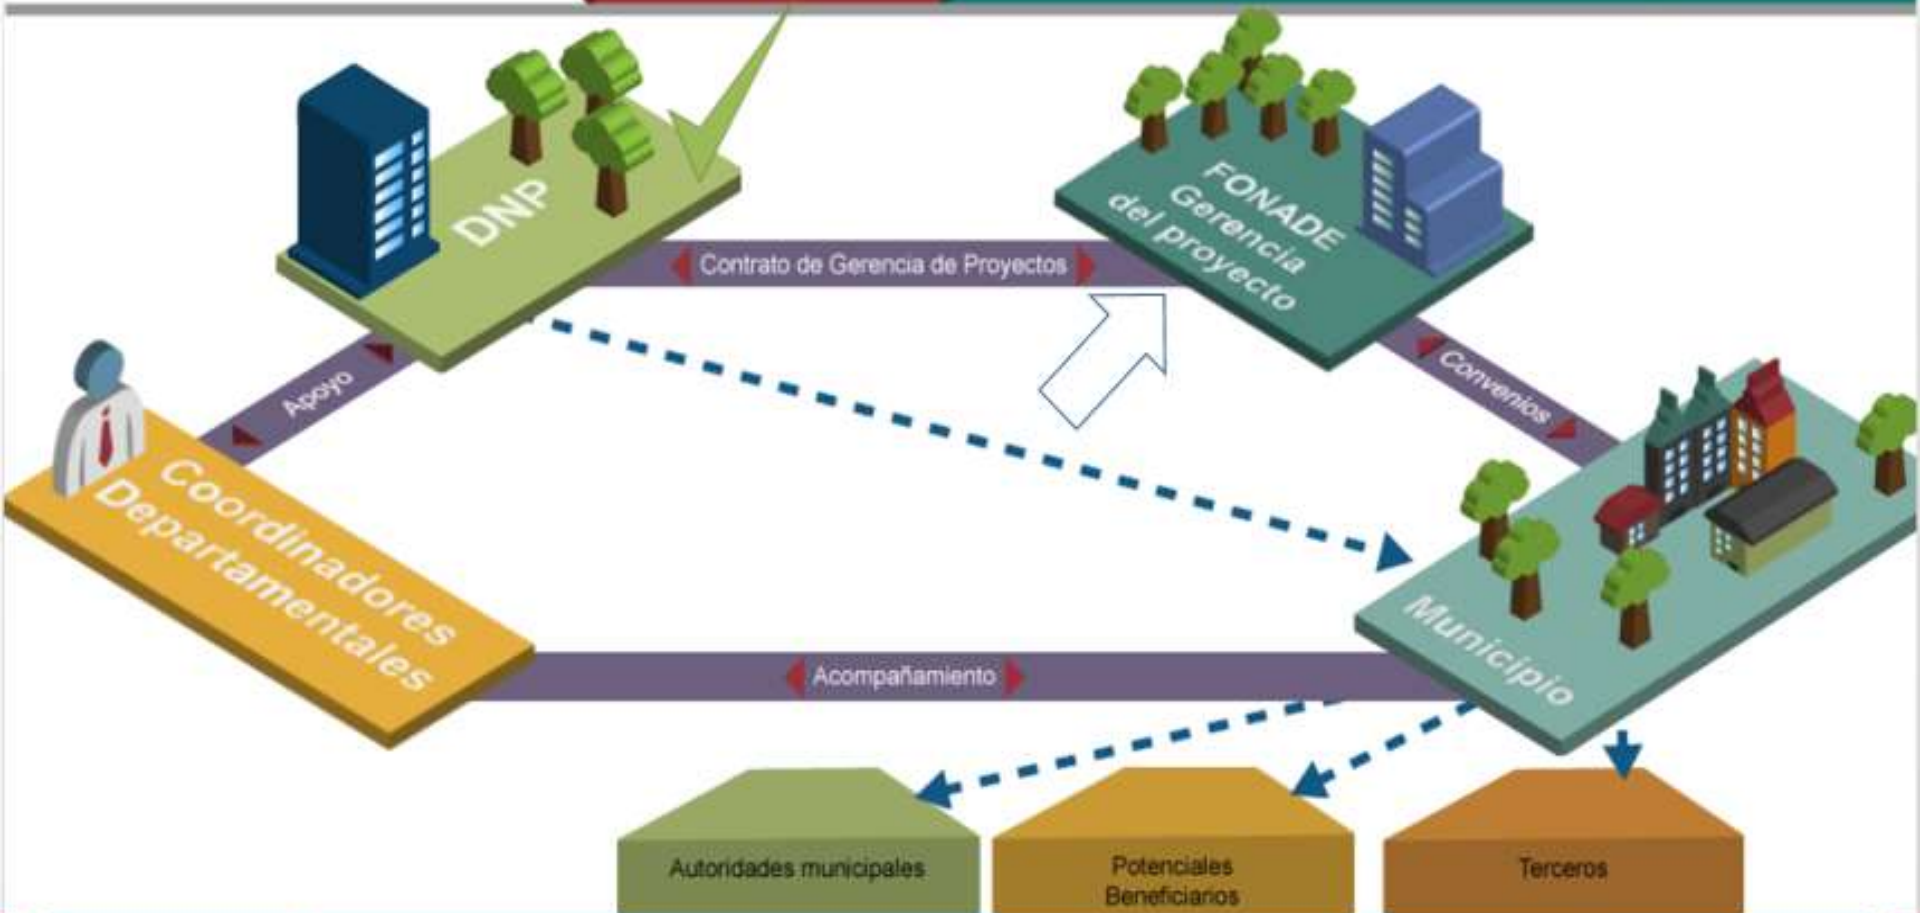 DNP
FONADE
Gerencia
del proyecto
Contrato de Gerencia de Proyectos
Apoyo
Convenios
Coordinadores
Departamentales
Municipio
Acompañamiento
Autoridades municipales
Potenciales
Beneficiarios
Terceros